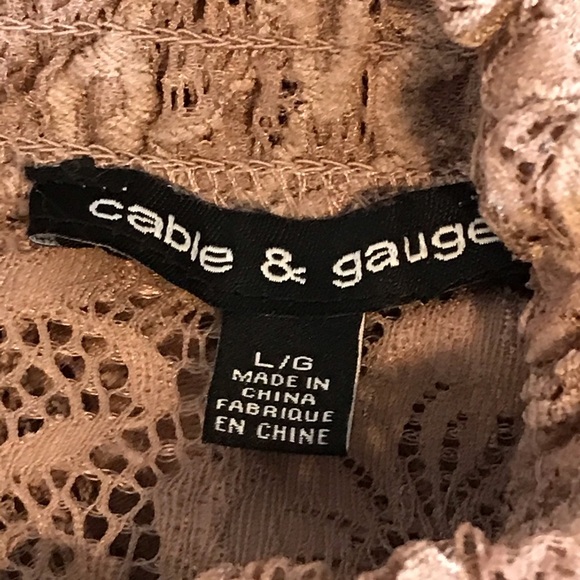 cable & gauge
L/G
MADE IN
CHINA
FABRIQUE
EN CHINE